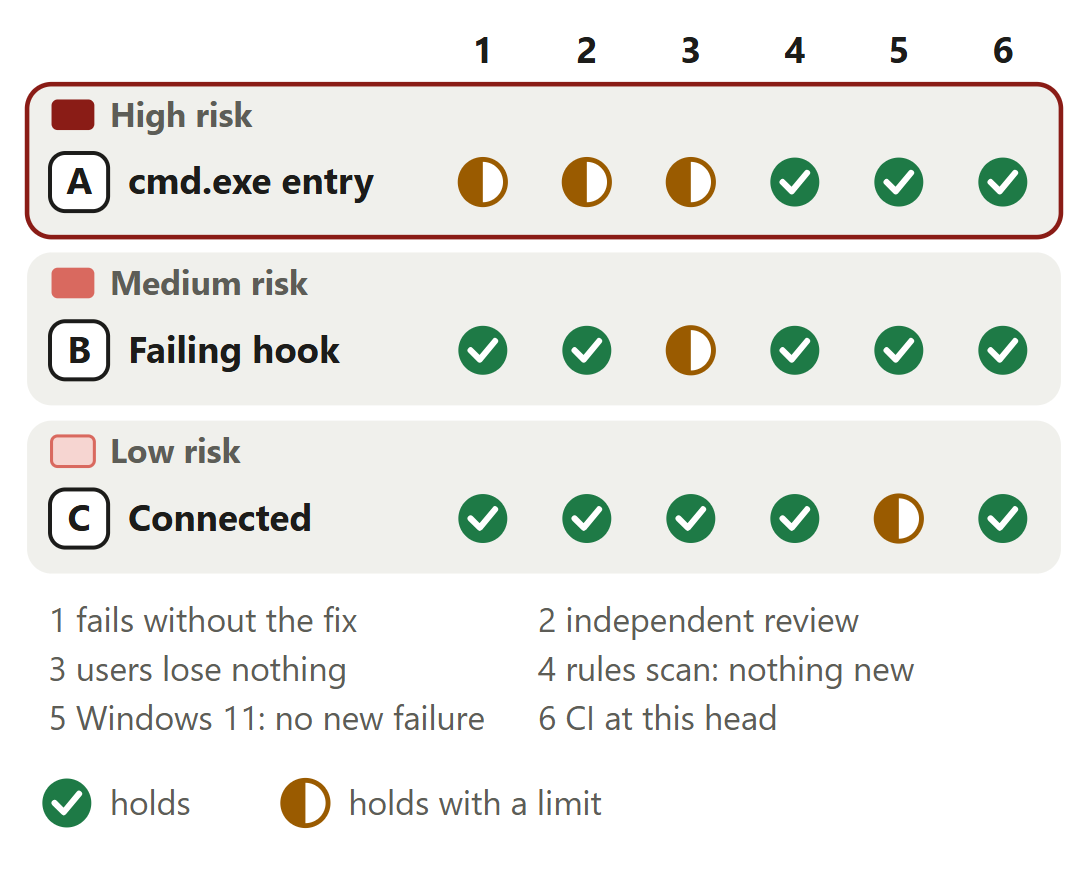 1 2 3 4 5 6
High risk
A cmd.exe entry
Medium risk
B Failing hook
Low risk
C Connected
1 fails without the fix 2 independent review
3 users lose nothing 4 rules scan: nothing new
5 Windows 11: no new failure 6 CI at this head
holds holds with a limit